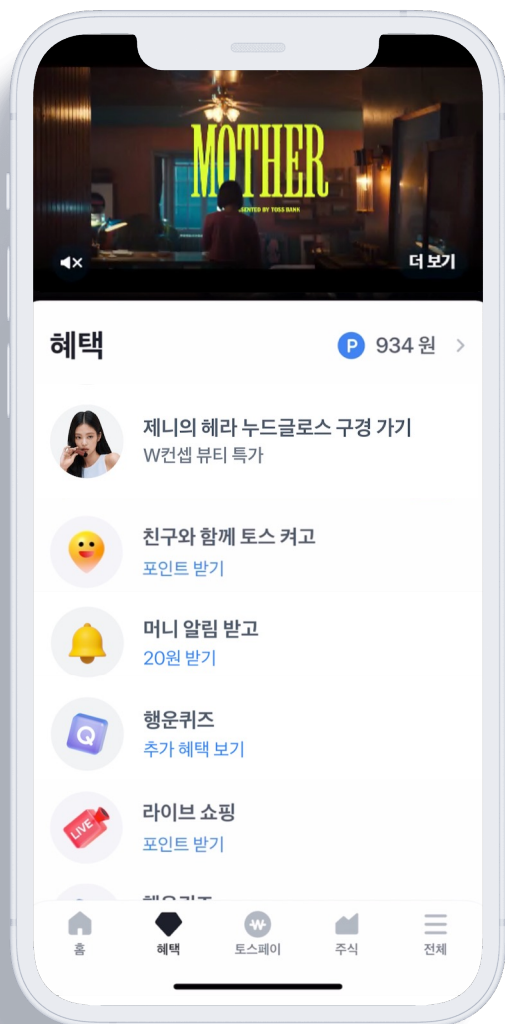 MOTHER
PRESENTED BY TOSS BANK
더 보기
혜택
P 934 원
제니의 헤라 누드글로스 구경 가기
W컨셉 뷰티 특가
친구와 함께 토스 켜고
포인트 받기
머니 알림 받고
20원 받기
행운퀴즈
Q
추가 혜택 보기
라이브 쇼핑
LIVE
포인트 받기
홈
혜택
토스페이
주식
전체